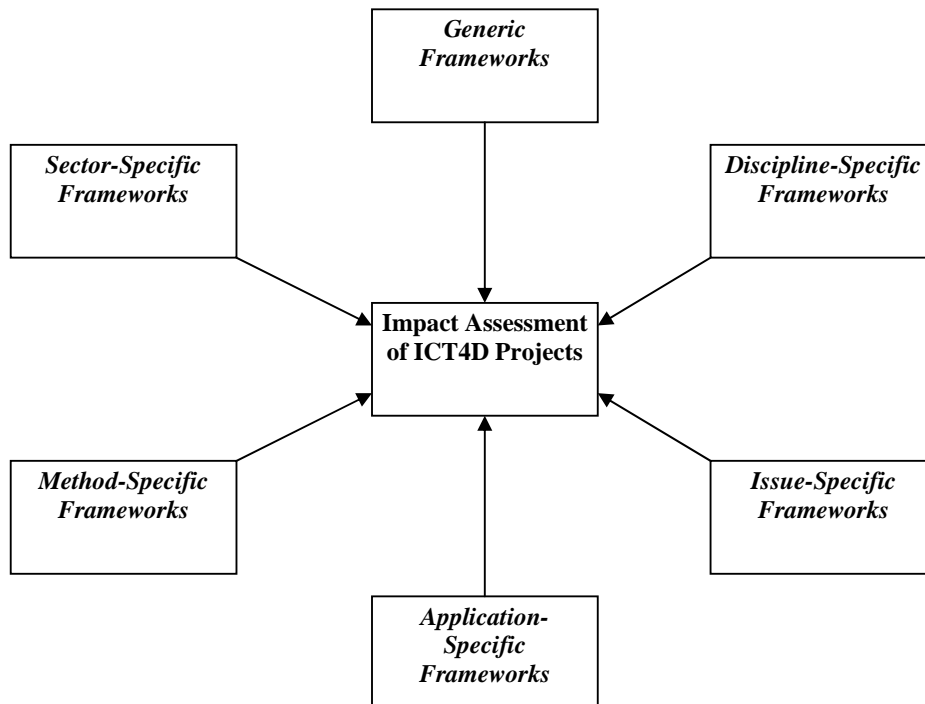 Generic
Frameworks
Sector-Specific
Frameworks
Discipline-Specific
Frameworks
Impact Assessment
of ICT4D Projects
Method-Specific
Frameworks
Issue-Specific
Frameworks
Application-
Specific
Frameworks